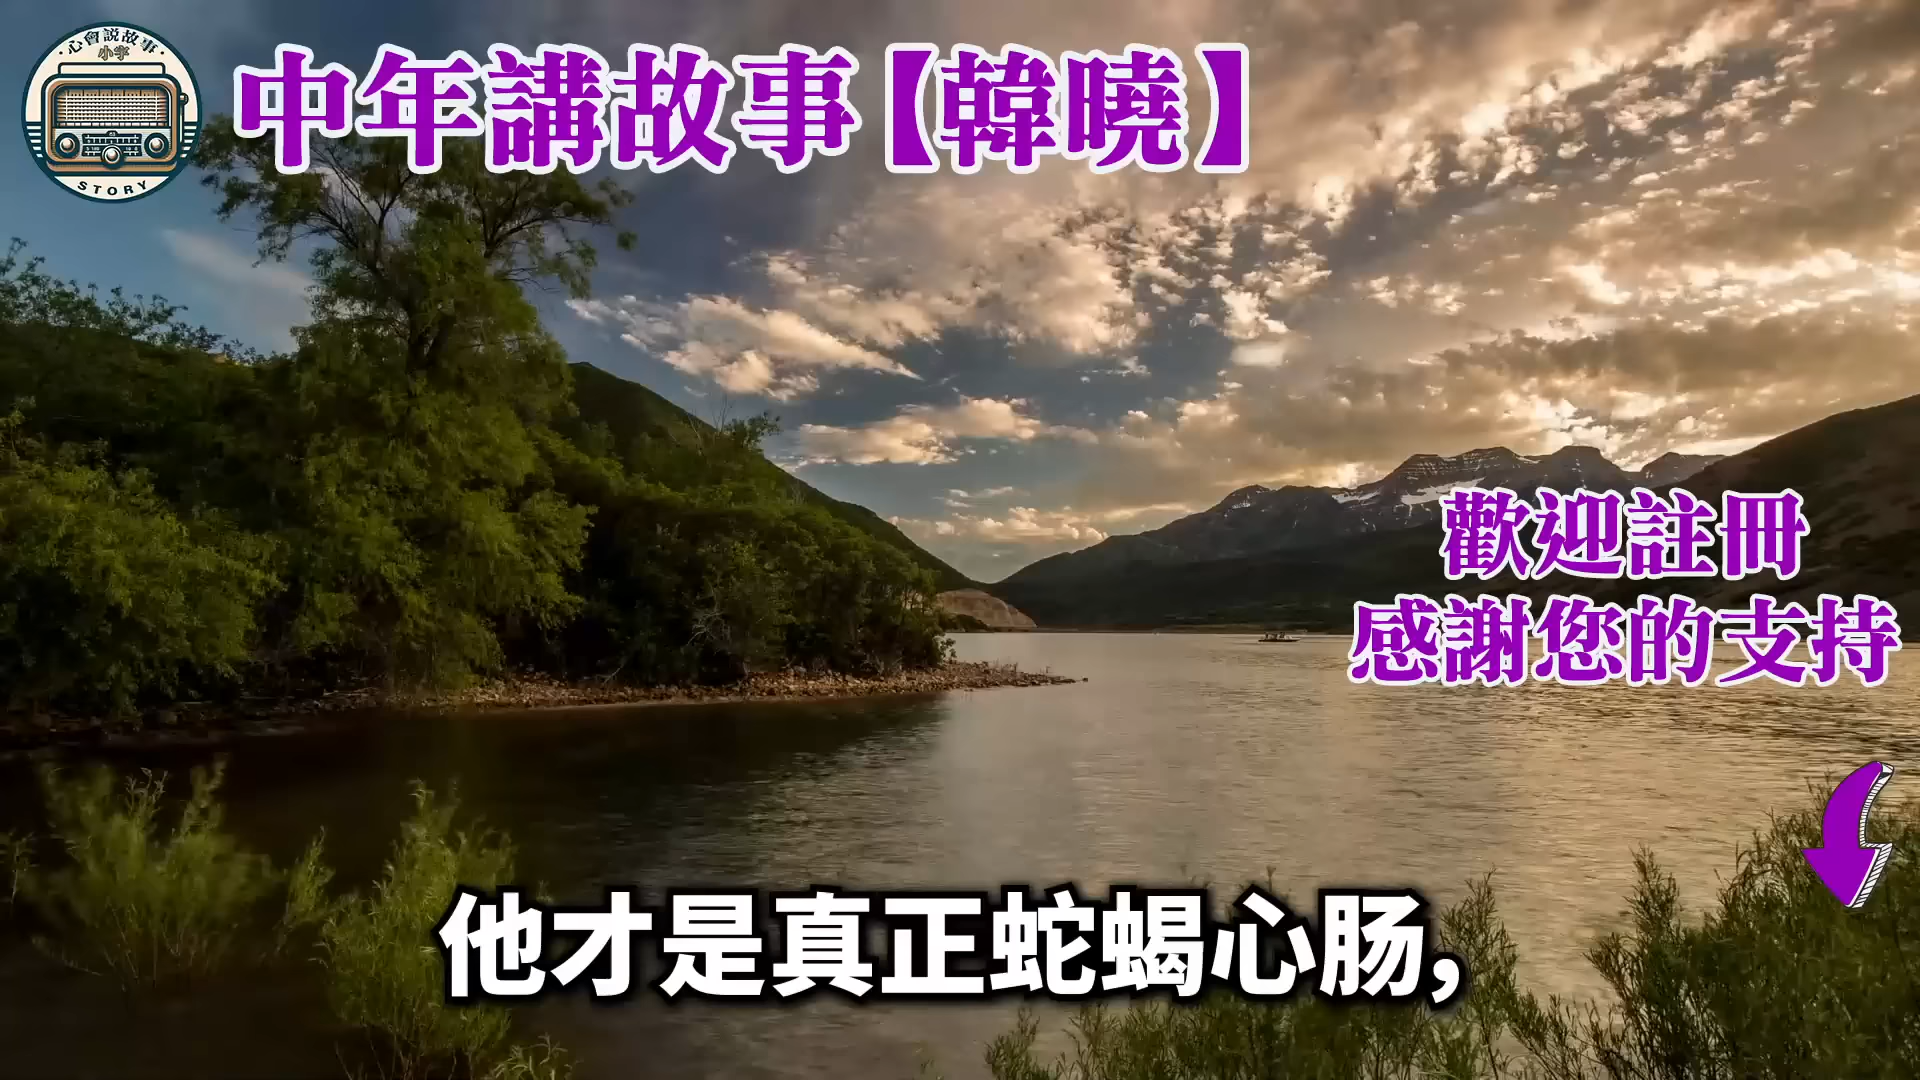 ·心會説故事·
小宇
STORY
中年講故事【韓曉】
歡迎註冊
感謝您的支持
他才是真正蛇蝎心肠,